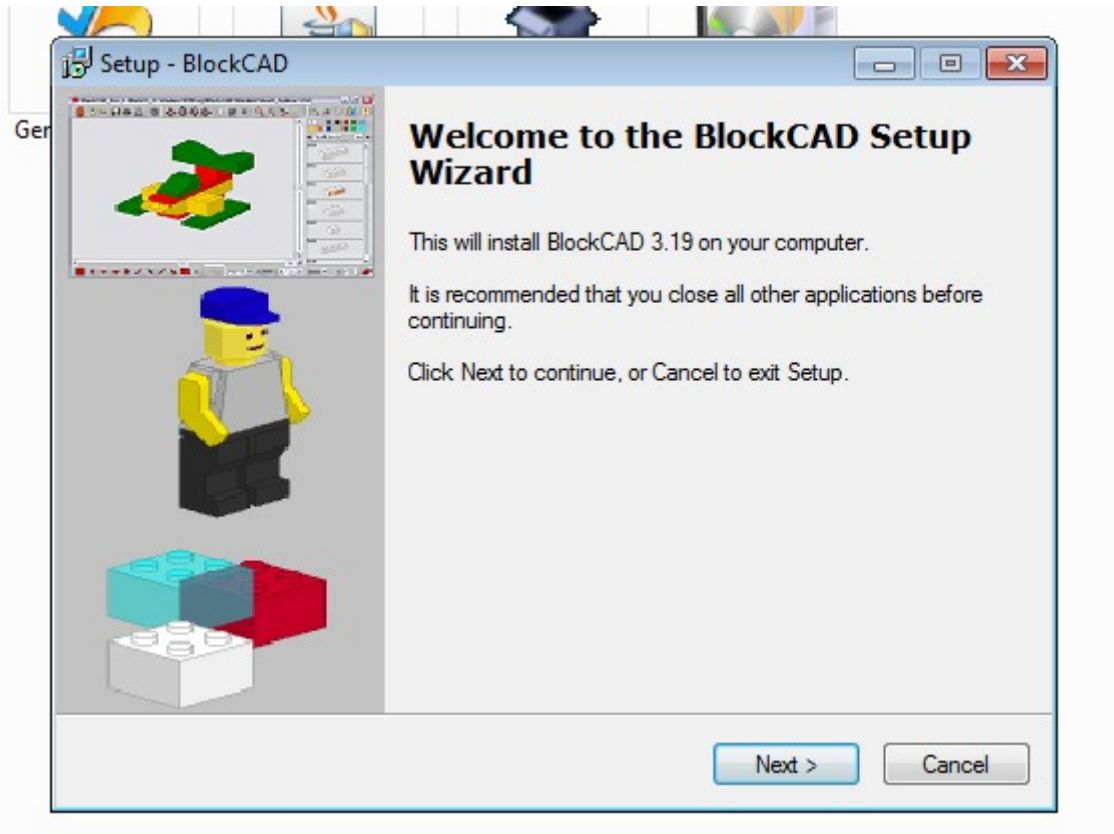 Setup - BlockCAD
Ger
Welcome to the BlockCAD Setup
Wizard
This will install BlockCAD 3.19 on your computer.
It is recommended that you close all other applications before
continuing.
Click Next to continue, or Cancel to exit Setup.
Next >
Cancel